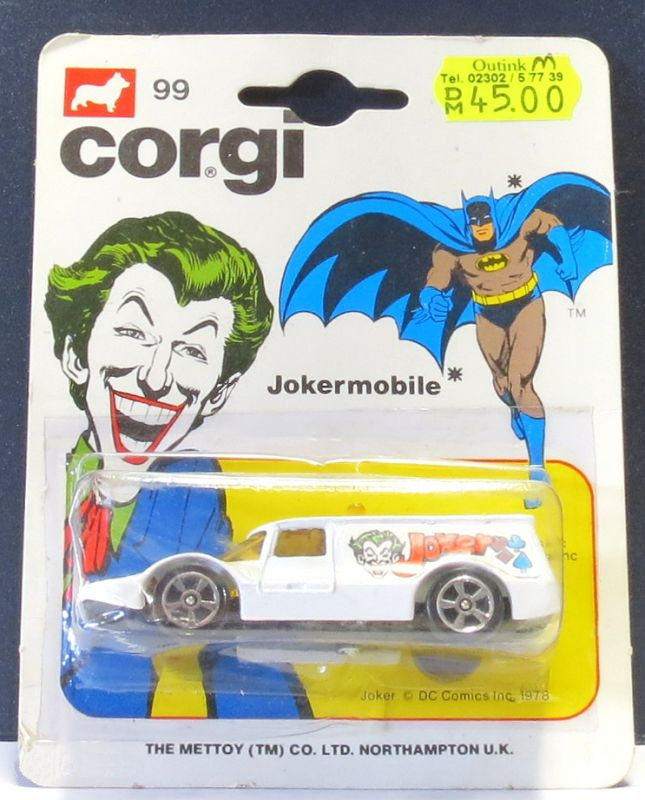 99
corgi®
Outink M
Tel. 02302 / 5 77 39
DM 45.00
*
TM
Jokermobile*
Joker
Joker © DC Comics Inc. 1978
THE METTOY (TM) CO. LTD. NORTHAMPTON U.K.